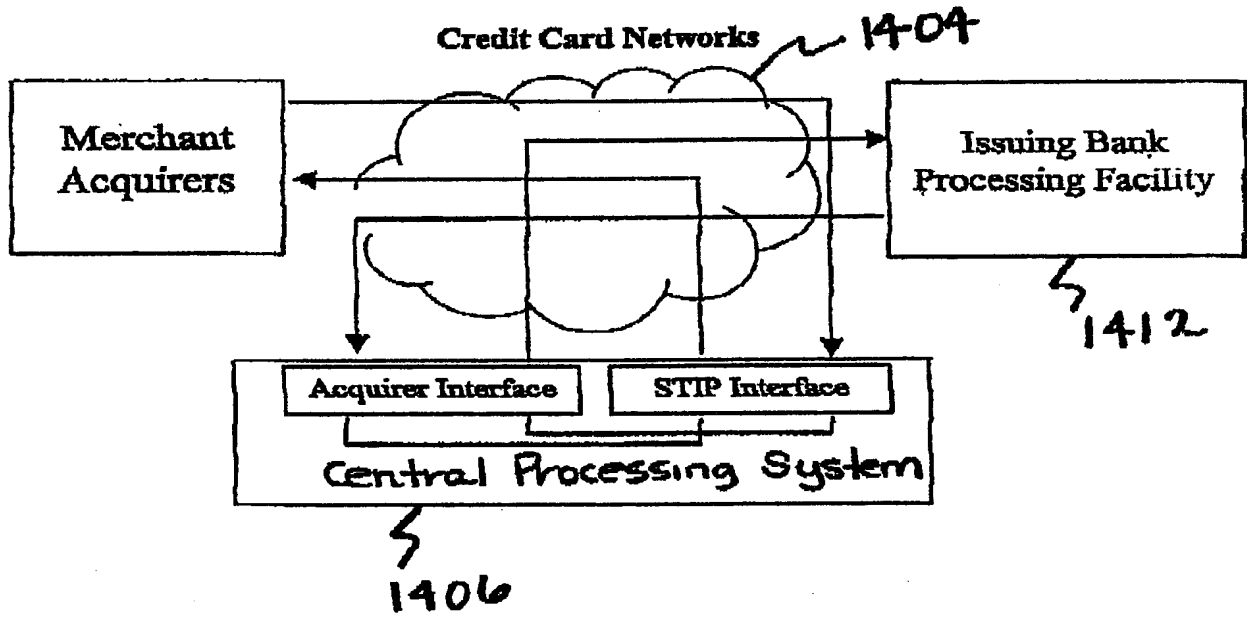 Credit Card Networks
1404
Merchant
Acquirers
Issuing Bank
Processing Facility
1412
Acquirer Interface
STIP Interface
Central Processing System
1406